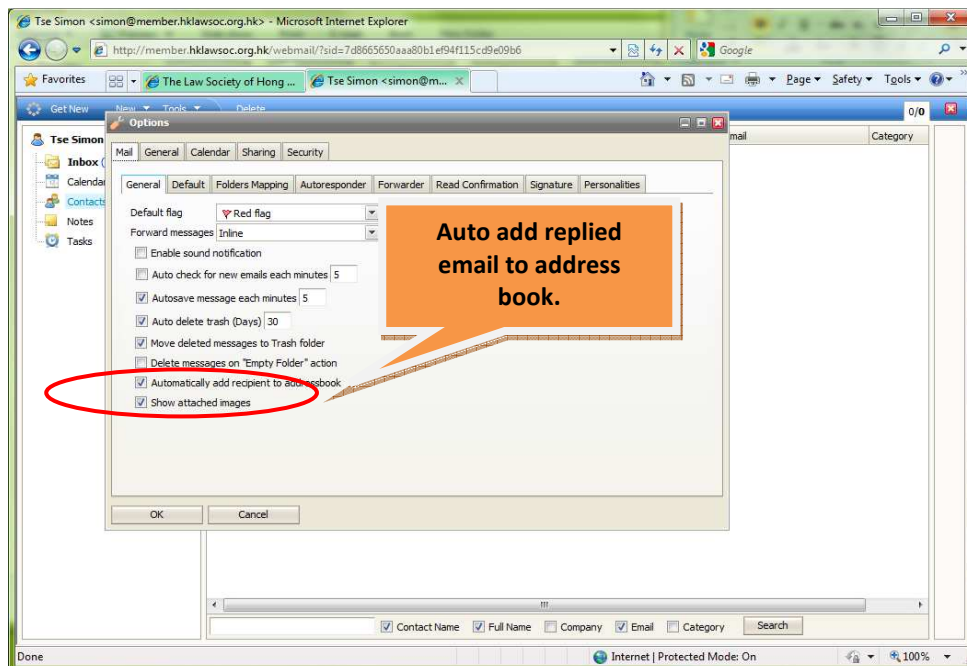 Tse Simon <simon@member.hklawsoc.org.hk> - Microsoft Internet Explorer
http://member.hklawsoc.org.hk/webmail/?sid=7d8665650aaa80b1ef94f115cd9e09b6
Google
Favorites
The Law Society of Hong ...
Tse Simon <simon@m...
Page
Safety
Tools
Get New
New
Tools
Delete
0/0
Options
Tse Simon
mail
Category
Inbox (
Calendar
Contacts
Notes
Tasks
Mail General Calendar Sharing Security
General Default Folders Mapping Autoresponder Forwarder Read Confirmation Signature Personalities
Default flag Red flag
Forward messages Inline
Enable sound notification
Auto check for new emails each minutes 5
Autosave message each minutes 5
Auto delete trash (Days) 30
Move deleted messages to Trash folder
Delete messages on "Empty Folder" action
Automatically add recipient to addressbook
Show attached images
Auto add replied
email to address
book.
OK Cancel
Contact Name Full Name Company Email Category Search
Done
Internet | Protected Mode: On
100%